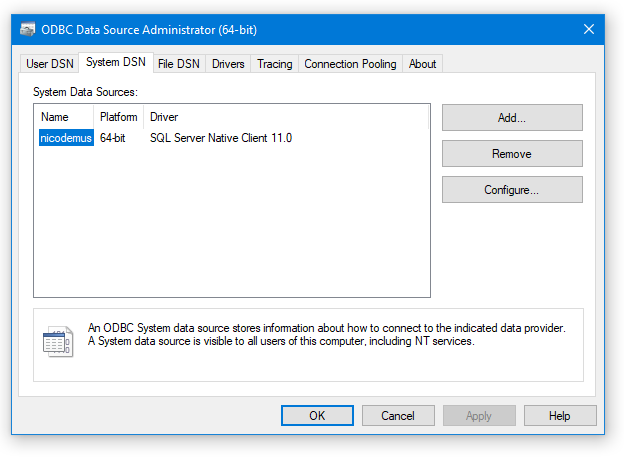 ODBC Data Source Administrator (64-bit)
User DSN System DSN File DSN Drivers Tracing Connection Pooling About
System Data Sources:
Name Platform Driver
nicodemus 64-bit SQL Server Native Client 11.0
Add...
Remove
Configure...
An ODBC System data source stores information about how to connect to the indicated data provider.
A System data source is visible to all users of this computer, including NT services.
OK Cancel Apply Help